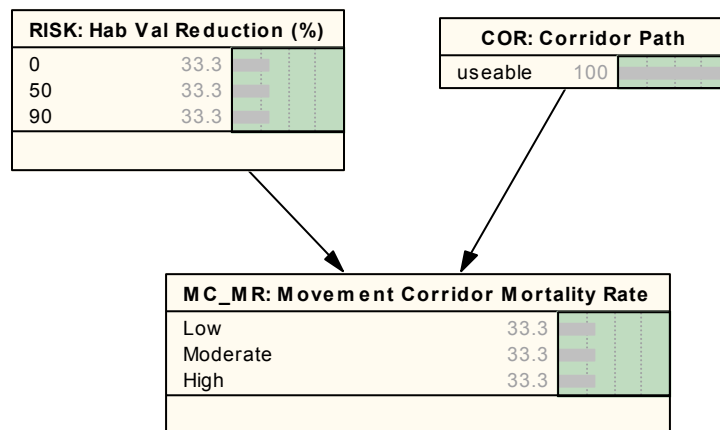 RISK: Hab Val Reduction (%)
0 33.3
50 33.3
90 33.3
COR: Corridor Path
useable 100
MC_MR: Movement Corridor Mortality Rate
Low 33.3
Moderate 33.3
High 33.3